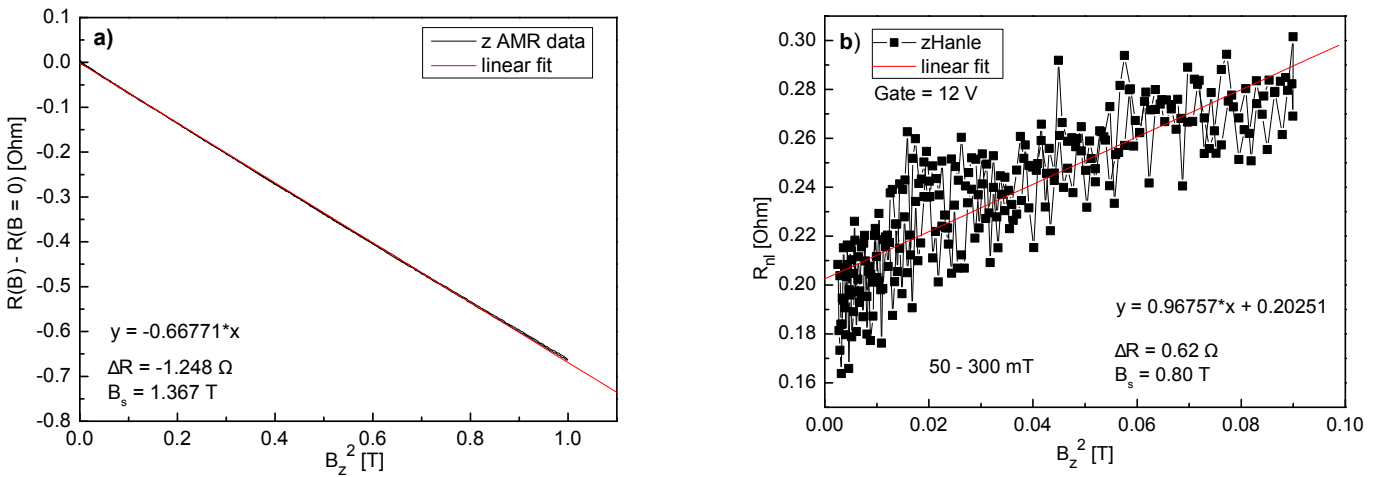 a)
z AMR data
linear fit
R(B) - R(B = 0) [Ohm]
0.1
0.0
-0.1
-0.2
-0.3
-0.4
-0.5
-0.6
-0.7
-0.8
y = -0.66771*x
ΔR = -1.248 Ω
B_s = 1.367 T
0.0 0.2 0.4 0.6 0.8 1.0
B_z^2 [T]
b)
zHanle
linear fit
Gate = 12 V
R_nl [Ohm]
0.30
0.28
0.26
0.24
0.22
0.20
0.18
0.16
y = 0.96757*x + 0.20251
50 - 300 mT
ΔR = 0.62 Ω
B_s = 0.80 T
0.00 0.02 0.04 0.06 0.08 0.10
B_z^2 [T]